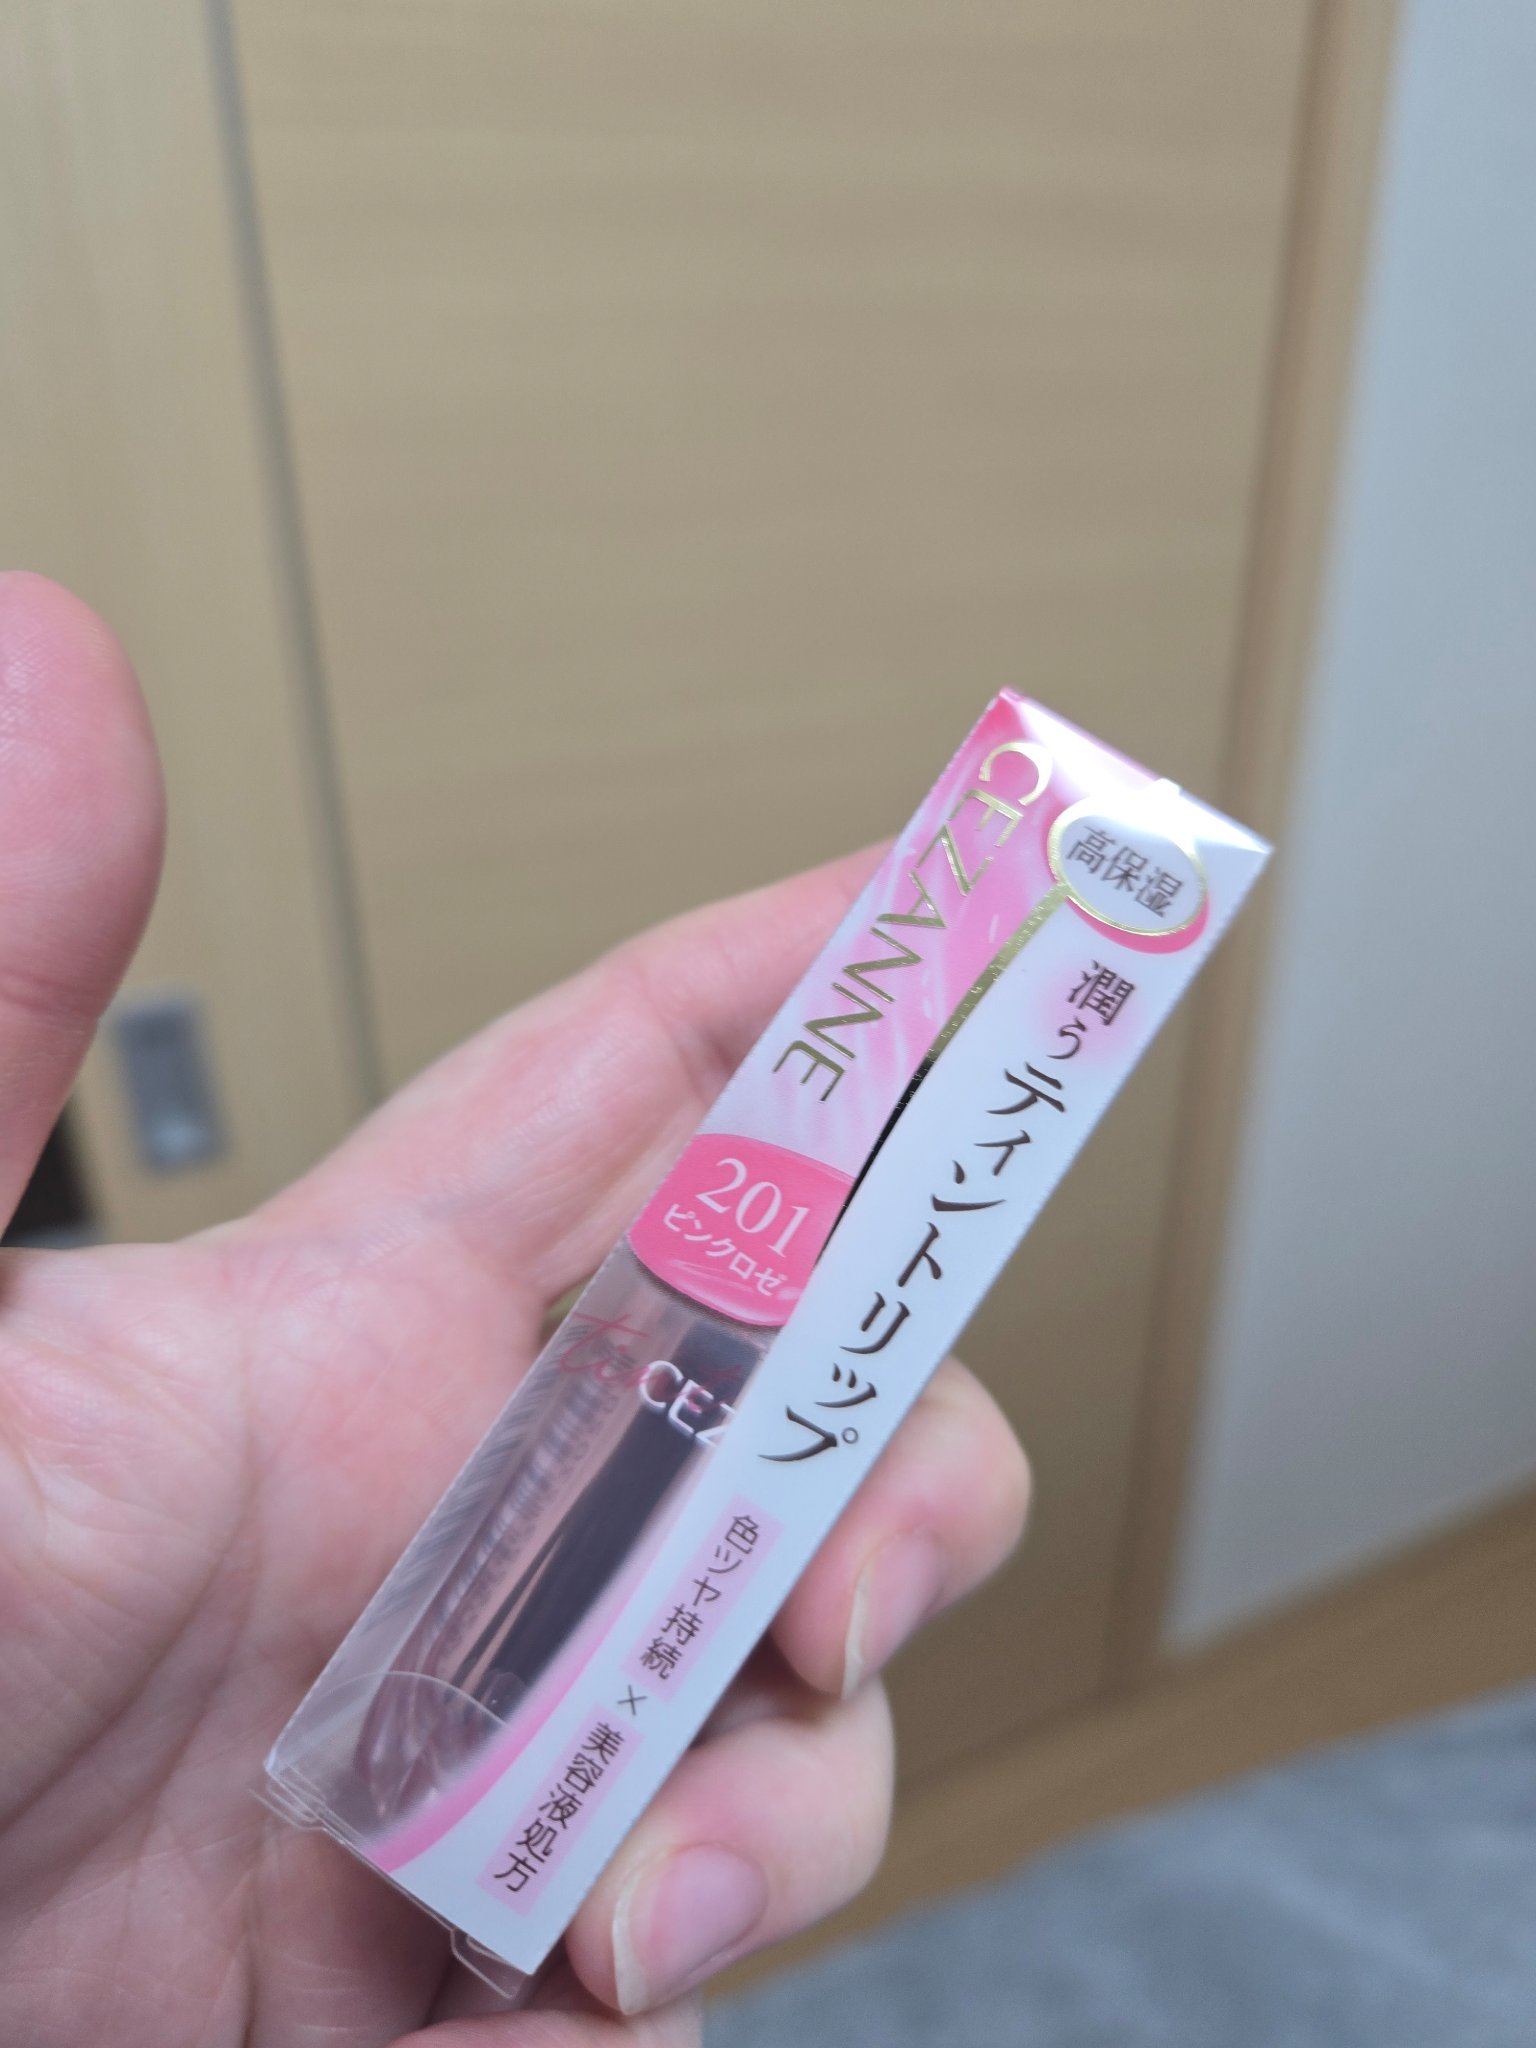 CEZANNE
高保湿
潤うティントリップ
201
ピンクロゼ
CEZ
色ツヤ持続
×
美容液処方